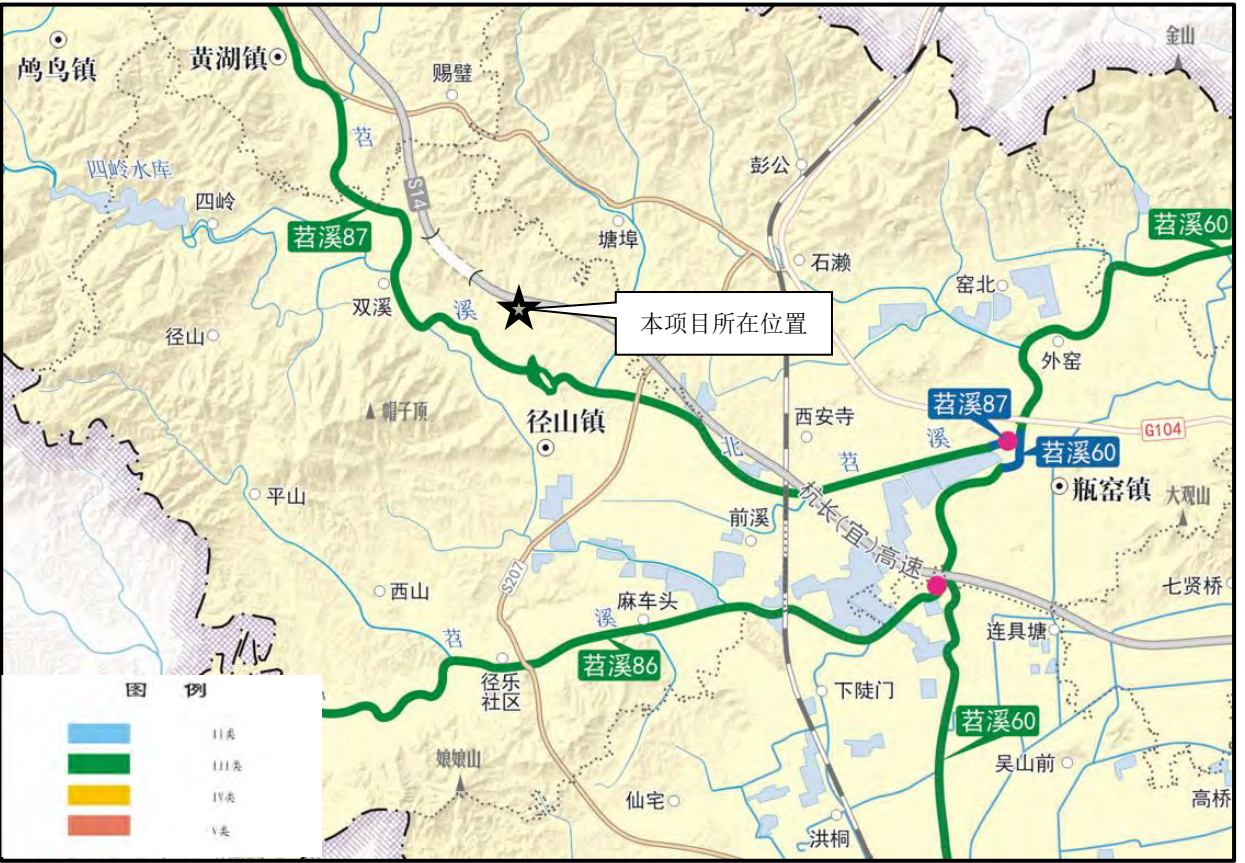 金山
鸬鸟镇
黄湖镇
赐璧
苕
彭公
四岭水库
S14
四岭
苕溪87
塘埠
苕溪60
石濑
窑北
双溪
溪
本项目所在位置
径山
外窑
帽子顶
径山镇
西安寺
苕溪87
G104
北
苕
溪
苕溪60
瓶窑镇
大观山
平山
前溪
杭长(宜)高速
S207
西山
麻车头
七贤桥
溪
苕
连具塘
径乐
社区
苕溪86
下陡门
苕溪60
娘娘山
吴山前
仙宅
高桥
洪桐
图 例
II类
III类
IV类
V类